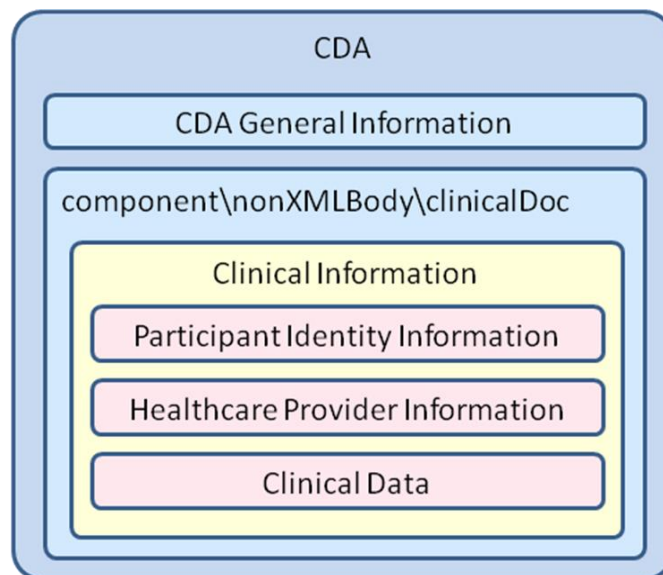 CDA
CDA General Information
component\nonXMLBody\clinicalDoc
Clinical Information
Participant Identity Information
Healthcare Provider Information
Clinical Data